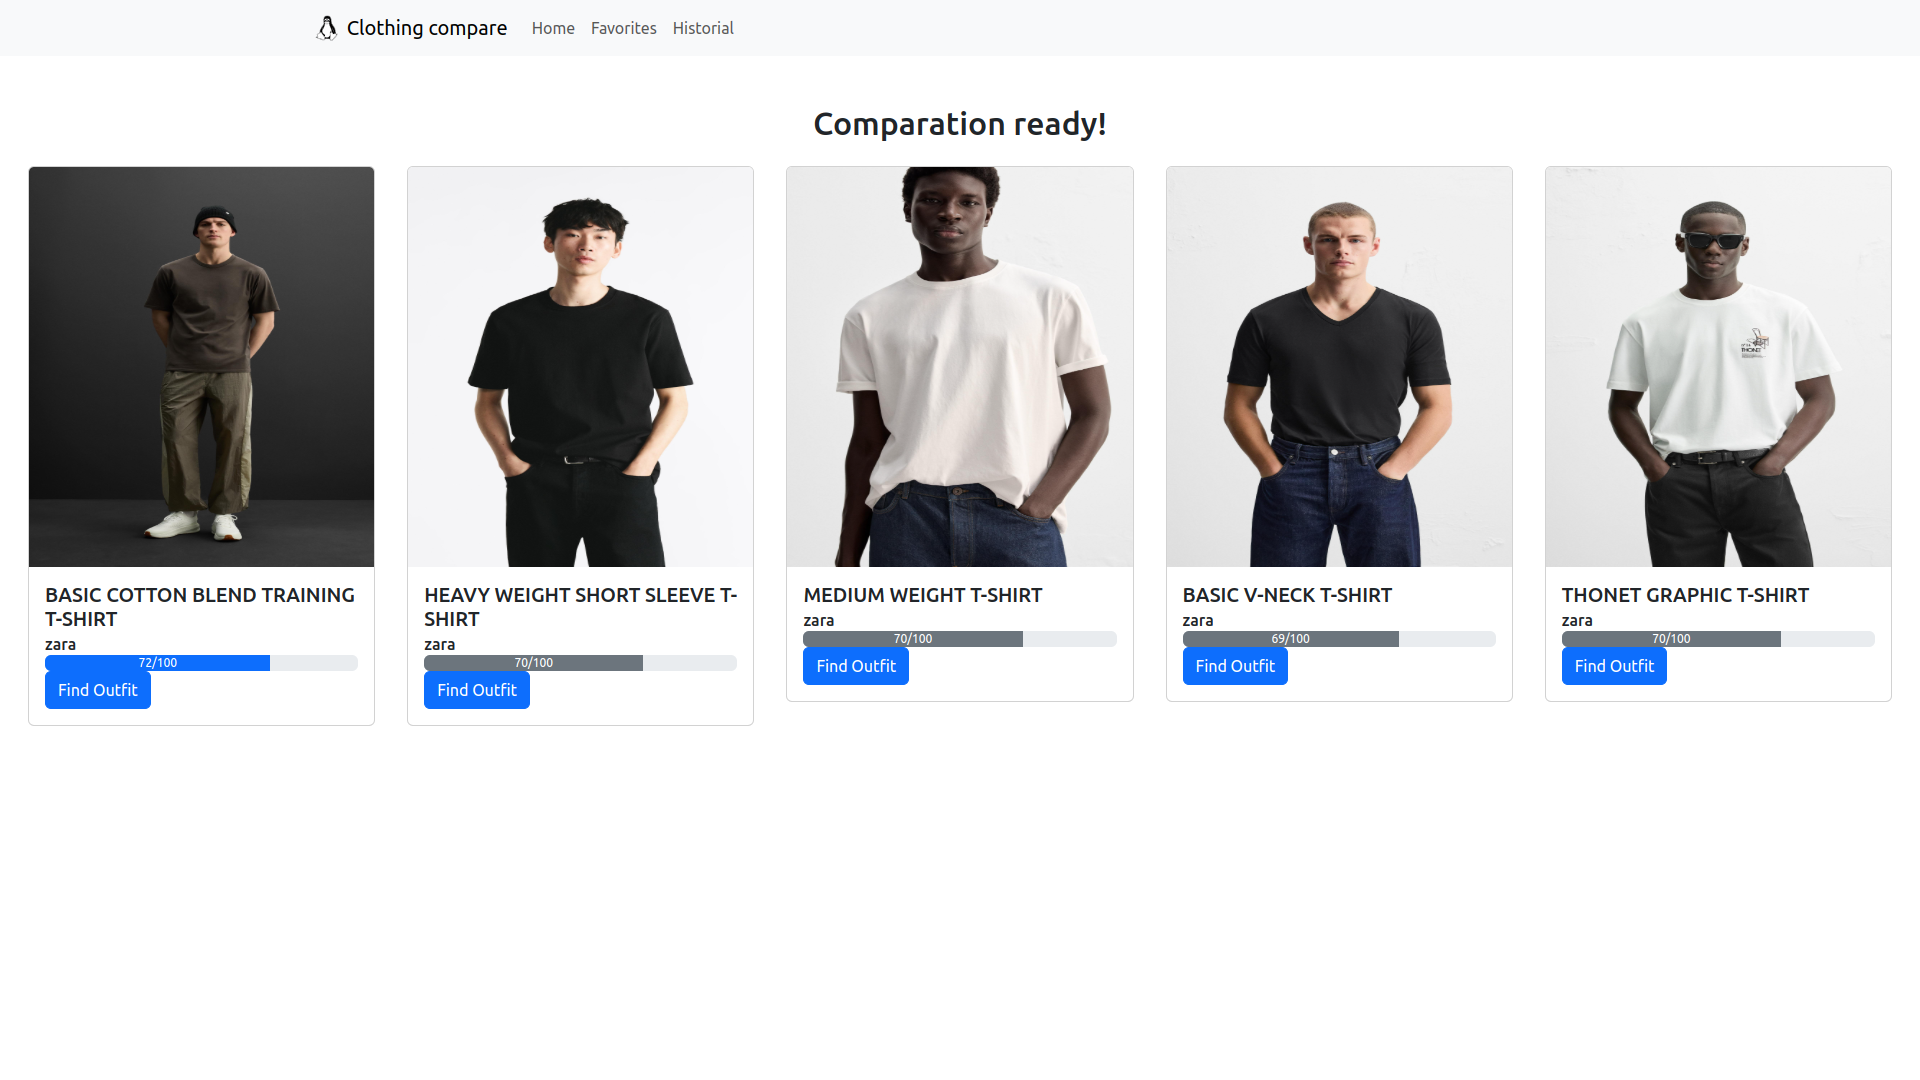 Clothing compare Home Favorites Historial
Comparation ready!
BASIC COTTON BLEND TRAINING
T-SHIRT
zara
72/100
Find Outfit
HEAVY WEIGHT SHORT SLEEVE T-
SHIRT
zara
70/100
Find Outfit
MEDIUM WEIGHT T-SHIRT
zara
70/100
Find Outfit
BASIC V-NECK T-SHIRT
zara
69/100
Find Outfit
THONET
THONET GRAPHIC T-SHIRT
zara
70/100
Find Outfit